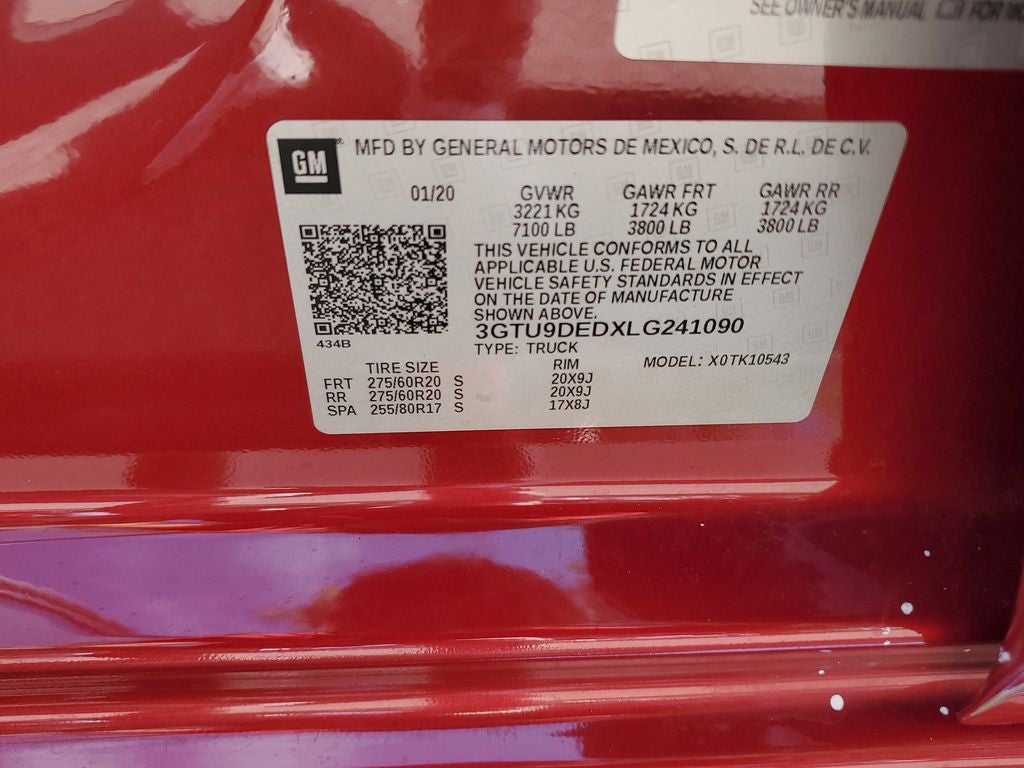 SEE OWNER'S MANUAL FOR
GM
MFD BY GENERAL MOTORS DE MEXICO, S. DE R.L. DE C.V.
01/20 GVWR GAWR FRT GAWR RR
3221 KG 1724 KG 1724 KG
7100 LB 3800 LB 3800 LB
THIS VEHICLE CONFORMS TO ALL
APPLICABLE U.S. FEDERAL MOTOR
VEHICLE SAFETY STANDARDS IN EFFECT
ON THE DATE OF MANUFACTURE
SHOWN ABOVE.
3GTU9DEDXLG241090
434B
TYPE: TRUCK
MODEL: X0TK10543
TIRE SIZE RIM
FRT 275/60R20 S 20X9J
RR 275/60R20 S 20X9J
SPA 255/80R17 S 17X8J